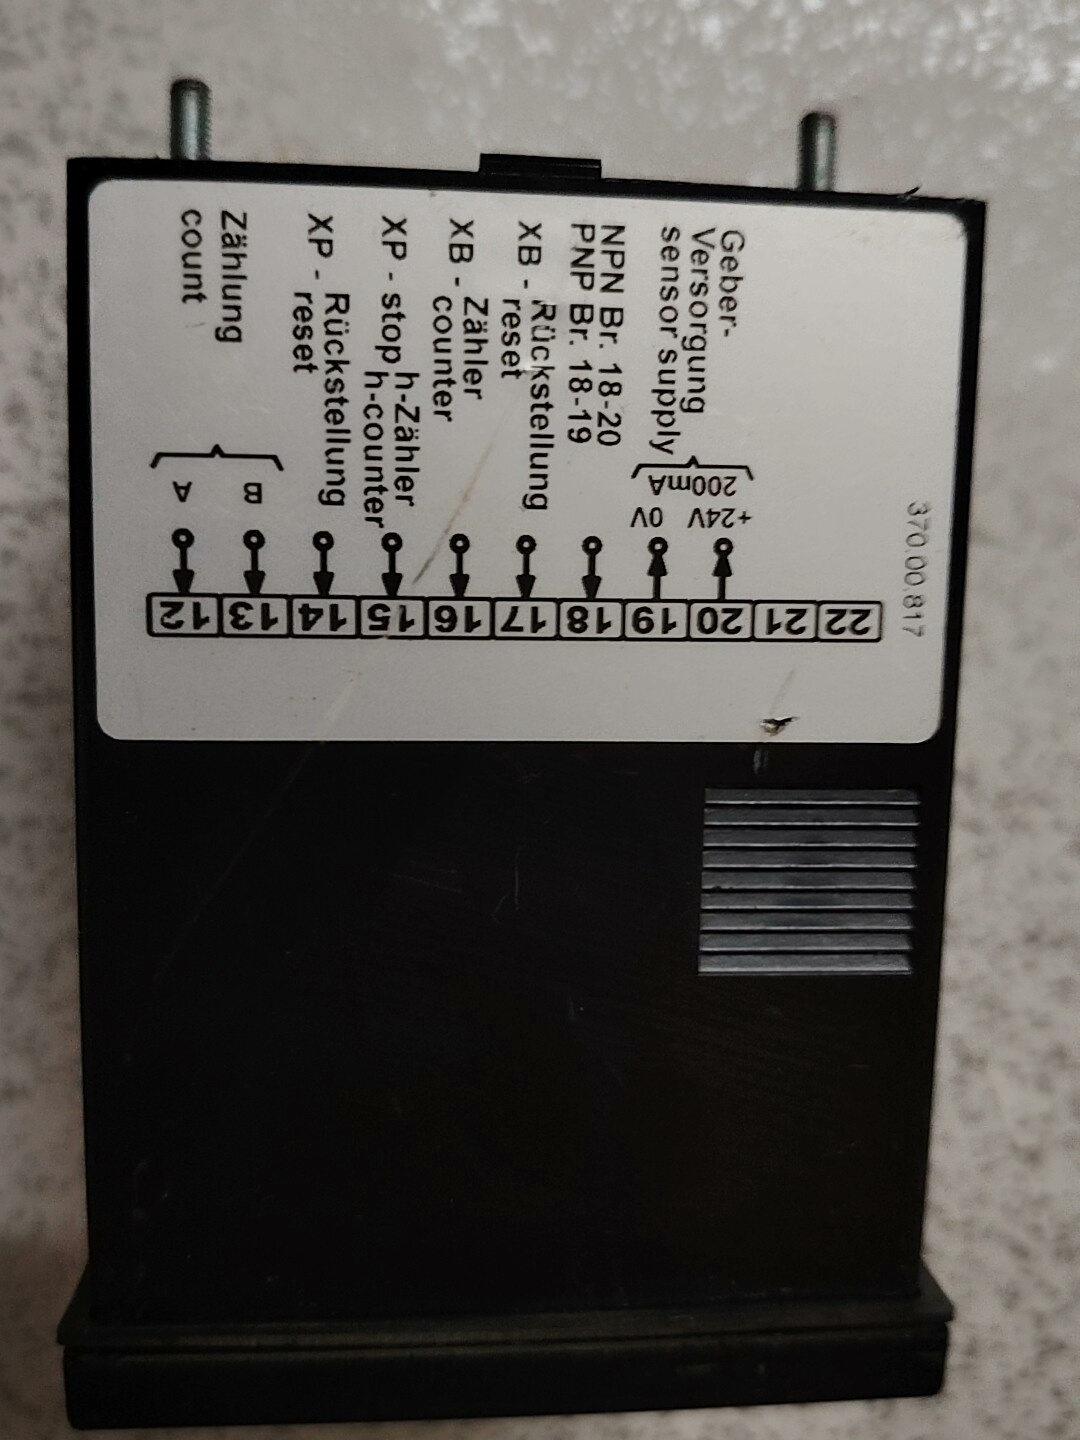 Geber-
Versorgung
sensor supply
NPN Br. 18-20
PNP Br. 18-19
XB - Rückstellung
reset
XB - Zähler
counter
XP - stop h-Zähler
h-counter
XP - Rückstellung
reset
Zählung
count
+24V 0V
200mA
B
A
22 21 20 19 18 17 16 15 14 13 12
370.00.817